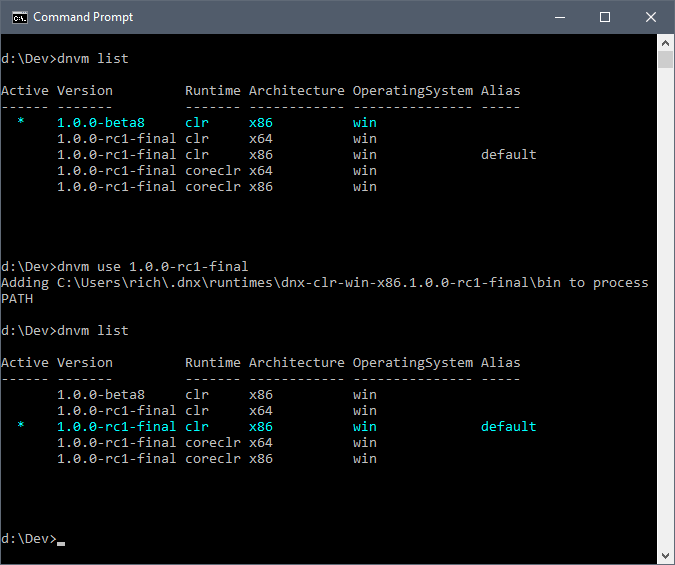 Command Prompt
d:\Dev>dnvm list
Active Version         Runtime Architecture OperatingSystem Alias
------ -------         ------- ------------ --------------- -----
  *    1.0.0-beta8     clr     x86          win
       1.0.0-rc1-final clr     x64          win
       1.0.0-rc1-final clr     x86          win             default
       1.0.0-rc1-final coreclr x64          win
       1.0.0-rc1-final coreclr x86          win
d:\Dev>dnvm use 1.0.0-rc1-final
Adding C:\Users\rich\.dnx\runtimes\dnx-clr-win-x86.1.0.0-rc1-final\bin to process
PATH
d:\Dev>dnvm list
Active Version         Runtime Architecture OperatingSystem Alias
------ -------         ------- ------------ --------------- -----
       1.0.0-beta8     clr     x86          win
       1.0.0-rc1-final clr     x64          win
  *    1.0.0-rc1-final clr     x86          win             default
       1.0.0-rc1-final coreclr x64          win
       1.0.0-rc1-final coreclr x86          win
d:\Dev>